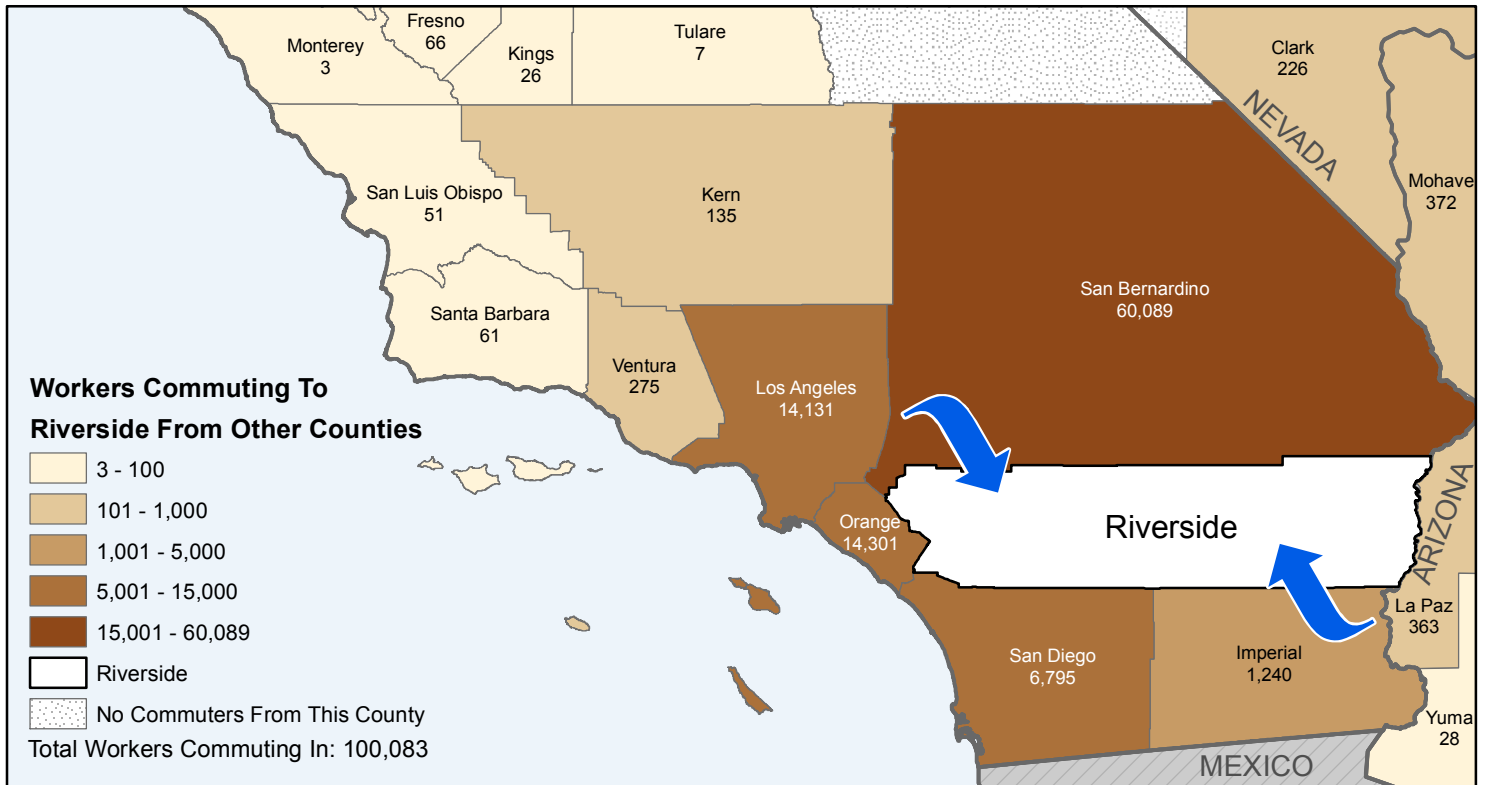 Fresno
66
Monterey
3
Kings
26
Tulare
7
Clark
226
NEVADA
Mohave
372
San Luis Obispo
51
Kern
135
San Bernardino
60,089
Santa Barbara
61
Ventura
275
Los Angeles
14,131
Orange
14,301
Riverside
ARIZONA
La Paz
363
San Diego
6,795
Imperial
1,240
Yuma
28
MEXICO
Workers Commuting To
Riverside From Other Counties
3 - 100
101 - 1,000
1,001 - 5,000
5,001 - 15,000
15,001 - 60,089
Riverside
No Commuters From This County
Total Workers Commuting In: 100,083